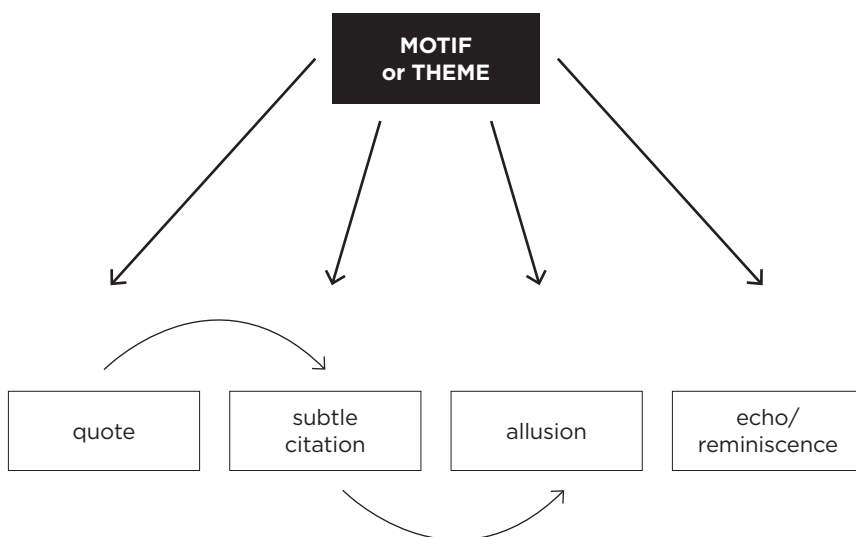 MOTIF
or THEME
quote
subtle
citation
allusion
echo/
reminiscence